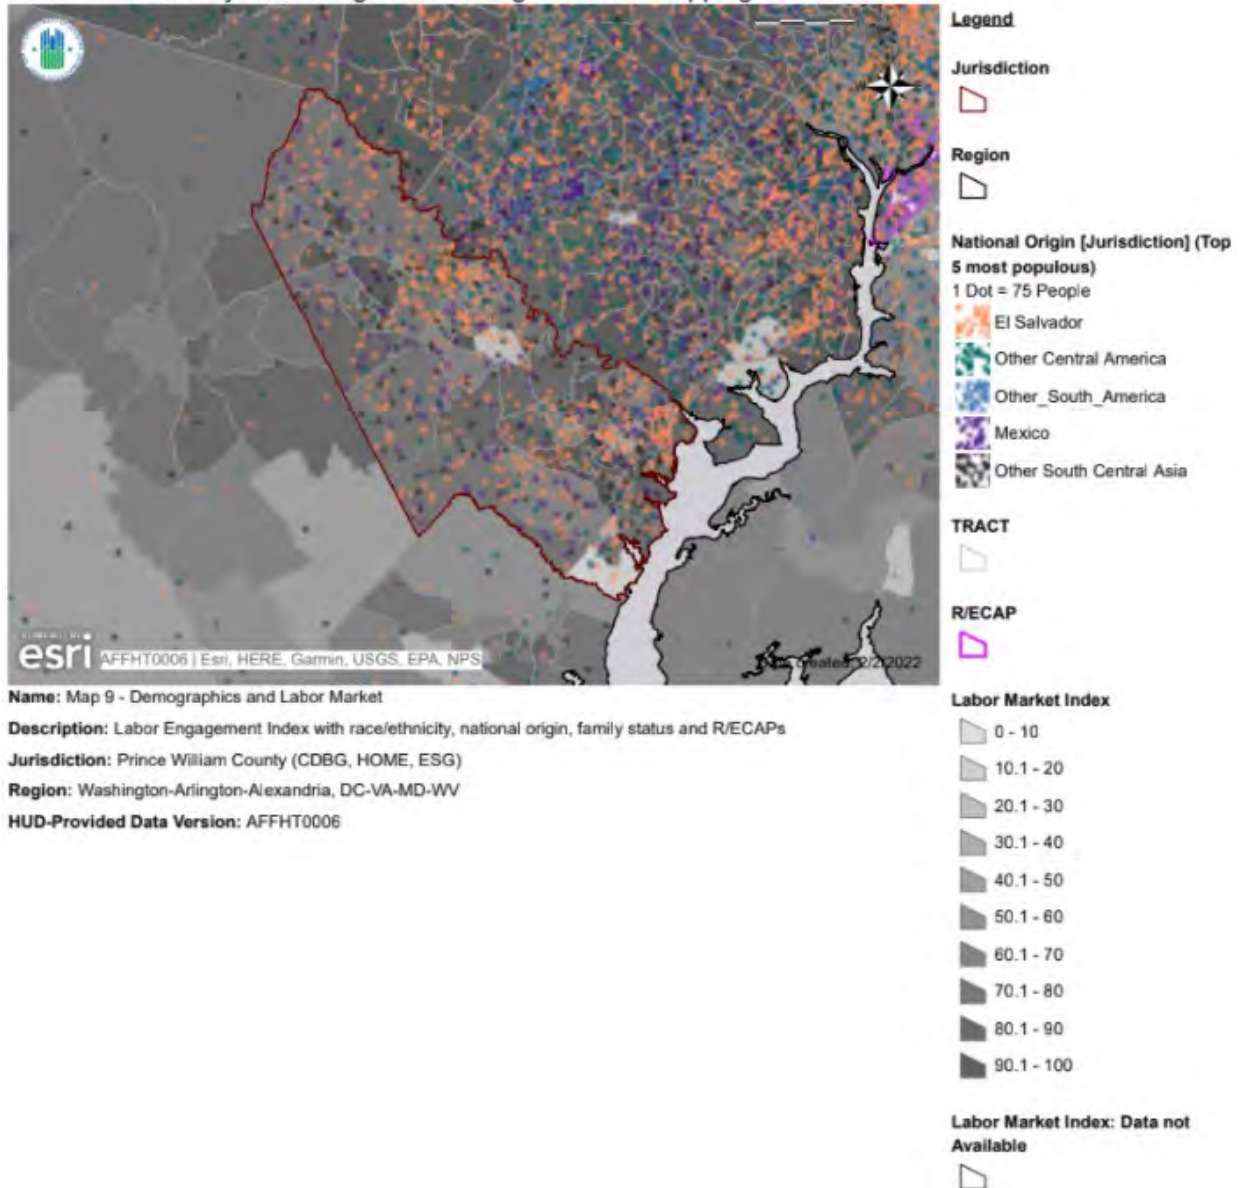 Legend
Jurisdiction
Region
National Origin [Jurisdiction] (Top
5 most populous)
1 Dot = 75 People
El Salvador
Other Central America
Other_South_America
Mexico
Other South Central Asia
TRACT
R/ECAP
esri AFFHT0006 | Esri, HERE, Garmin, USGS, EPA, NPS
created: 2/2/2022
Name: Map 9 - Demographics and Labor Market
Description: Labor Engagement Index with race/ethnicity, national origin, family status and R/ECAPs
Jurisdiction: Prince William County (CDBG, HOME, ESG)
Region: Washington-Arlington-Alexandria, DC-VA-MD-WV
HUD-Provided Data Version: AFFHT0006
Labor Market Index
0 - 10
10.1 - 20
20.1 - 30
30.1 - 40
40.1 - 50
50.1 - 60
60.1 - 70
70.1 - 80
80.1 - 90
90.1 - 100
Labor Market Index: Data not
Available